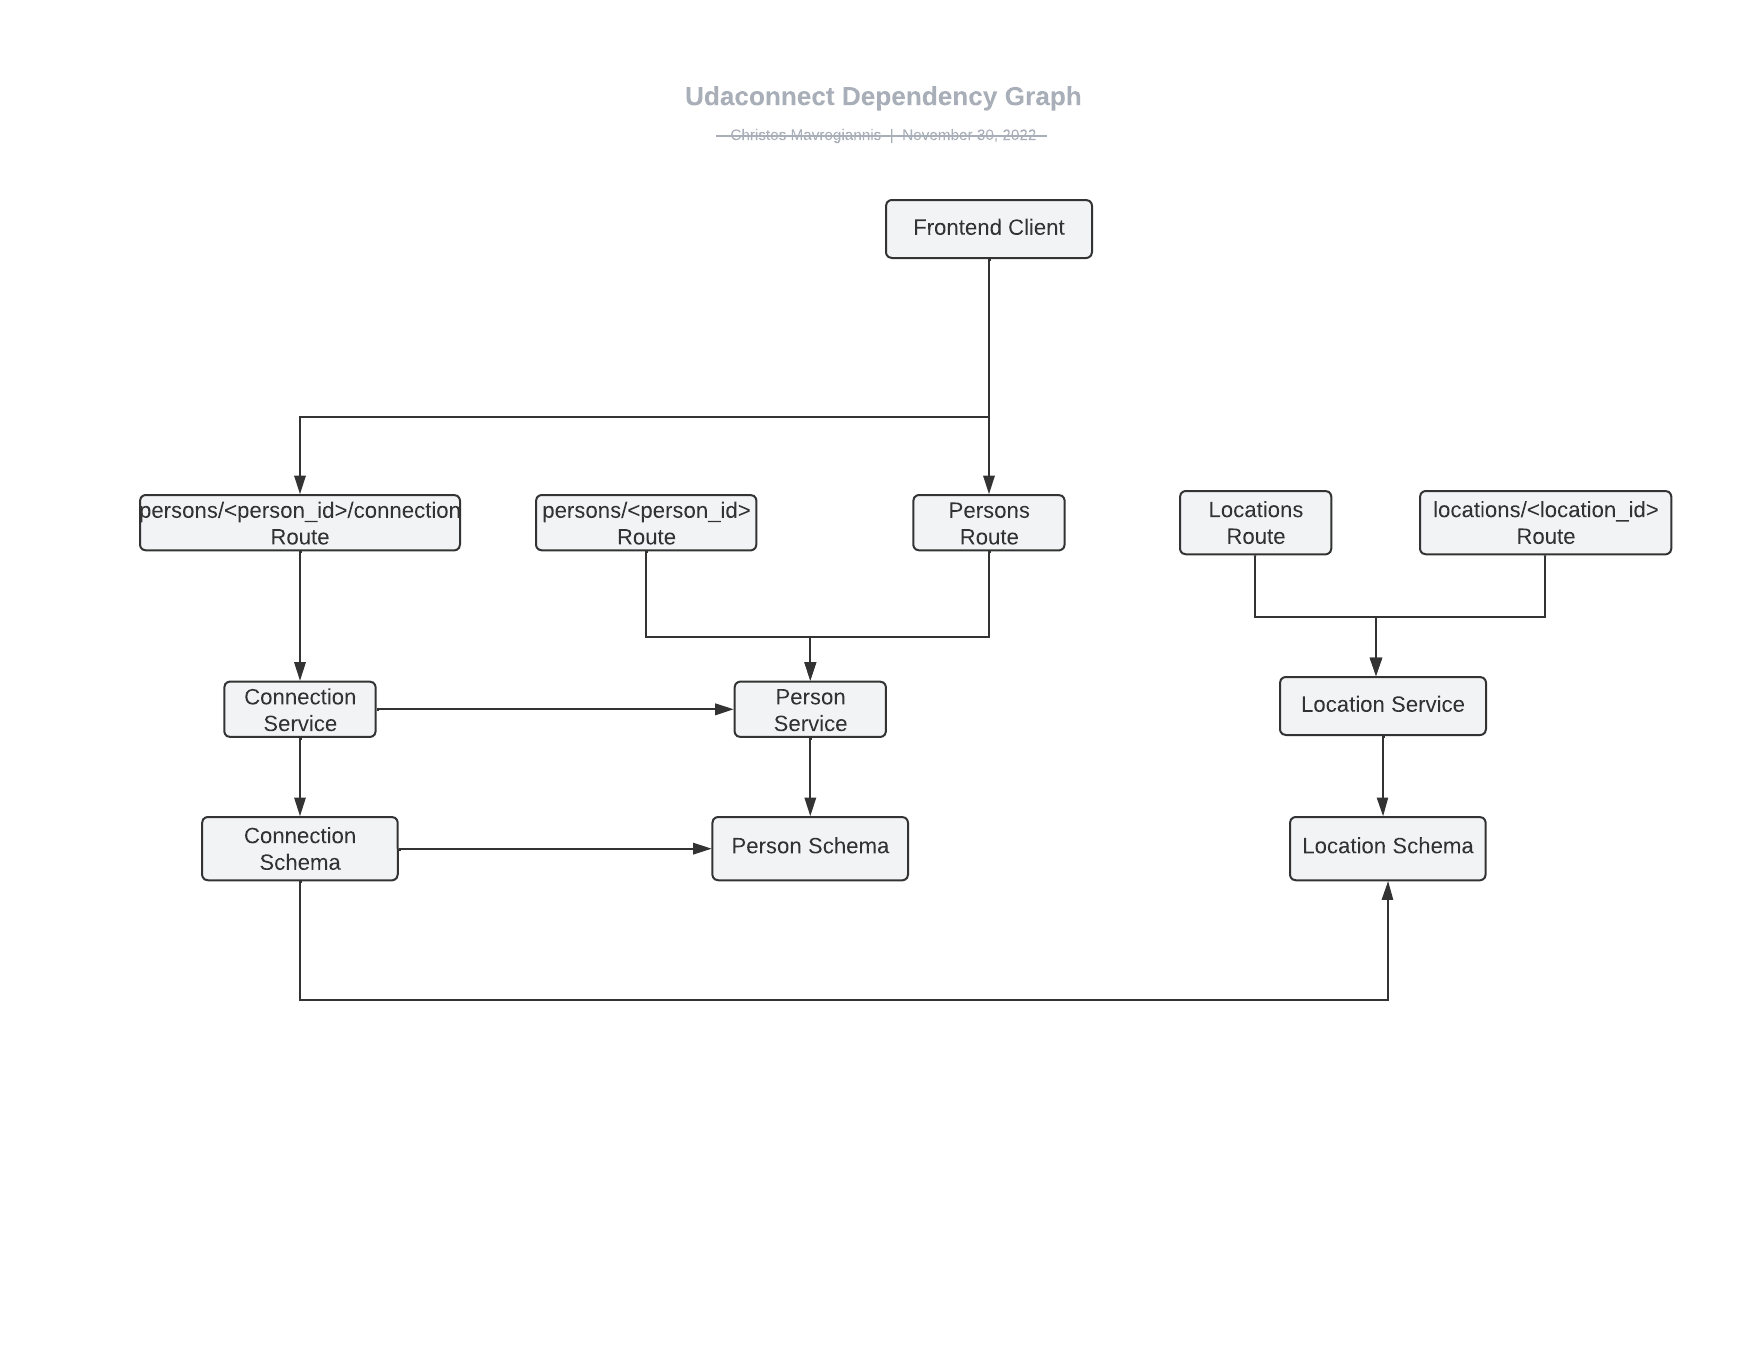 Udaconnect Dependency Graph
Christos Mavrogiannis | November 30, 2022
Frontend Client
persons/<person_id>/connection
Route
persons/<person_id>
Route
Persons
Route
Locations
Route
locations/<location_id>
Route
Connection
Service
Person
Service
Location Service
Connection
Schema
Person Schema
Location Schema